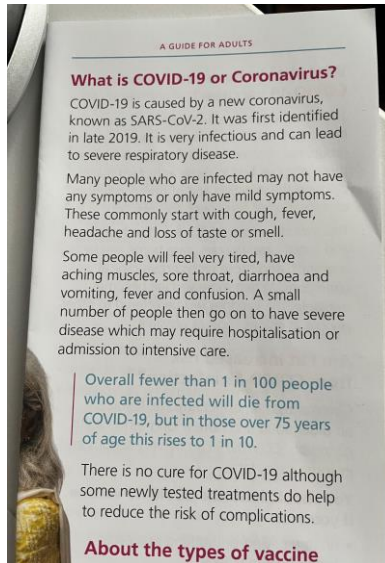 A GUIDE FOR ADULTS
What is COVID-19 or Coronavirus?
COVID-19 is caused by a new coronavirus,
known as SARS-CoV-2. It was first identified
in late 2019. It is very infectious and can lead
to severe respiratory disease.
Many people who are infected may not have
any symptoms or only have mild symptoms.
These commonly start with cough, fever,
headache and loss of taste or smell.
Some people will feel very tired, have
aching muscles, sore throat, diarrhoea and
vomiting, fever and confusion. A small
number of people then go on to have severe
disease which may require hospitalisation or
admission to intensive care.
Overall fewer than 1 in 100 people
who are infected will die from
COVID-19, but in those over 75 years
of age this rises to 1 in 10.
There is no cure for COVID-19 although
some newly tested treatments do help
to reduce the risk of complications.
About the types of vaccine